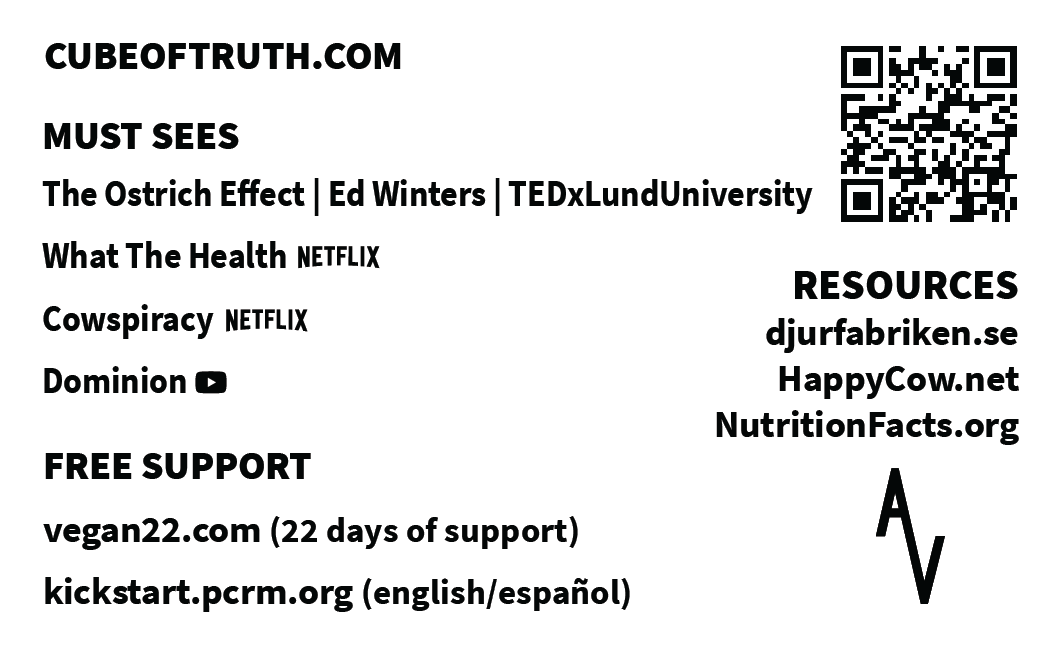 CUBEOFTRUTH.COM
MUST SEES
The Ostrich Effect | Ed Winters | TEDxLundUniversity
What The Health NETFLIX
Cowspiracy NETFLIX
Dominion
FREE SUPPORT
vegan22.com (22 days of support)
kickstart.pcrm.org (english/español)
RESOURCES
djurfabriken.se
HappyCow.net
NutritionFacts.org
AV